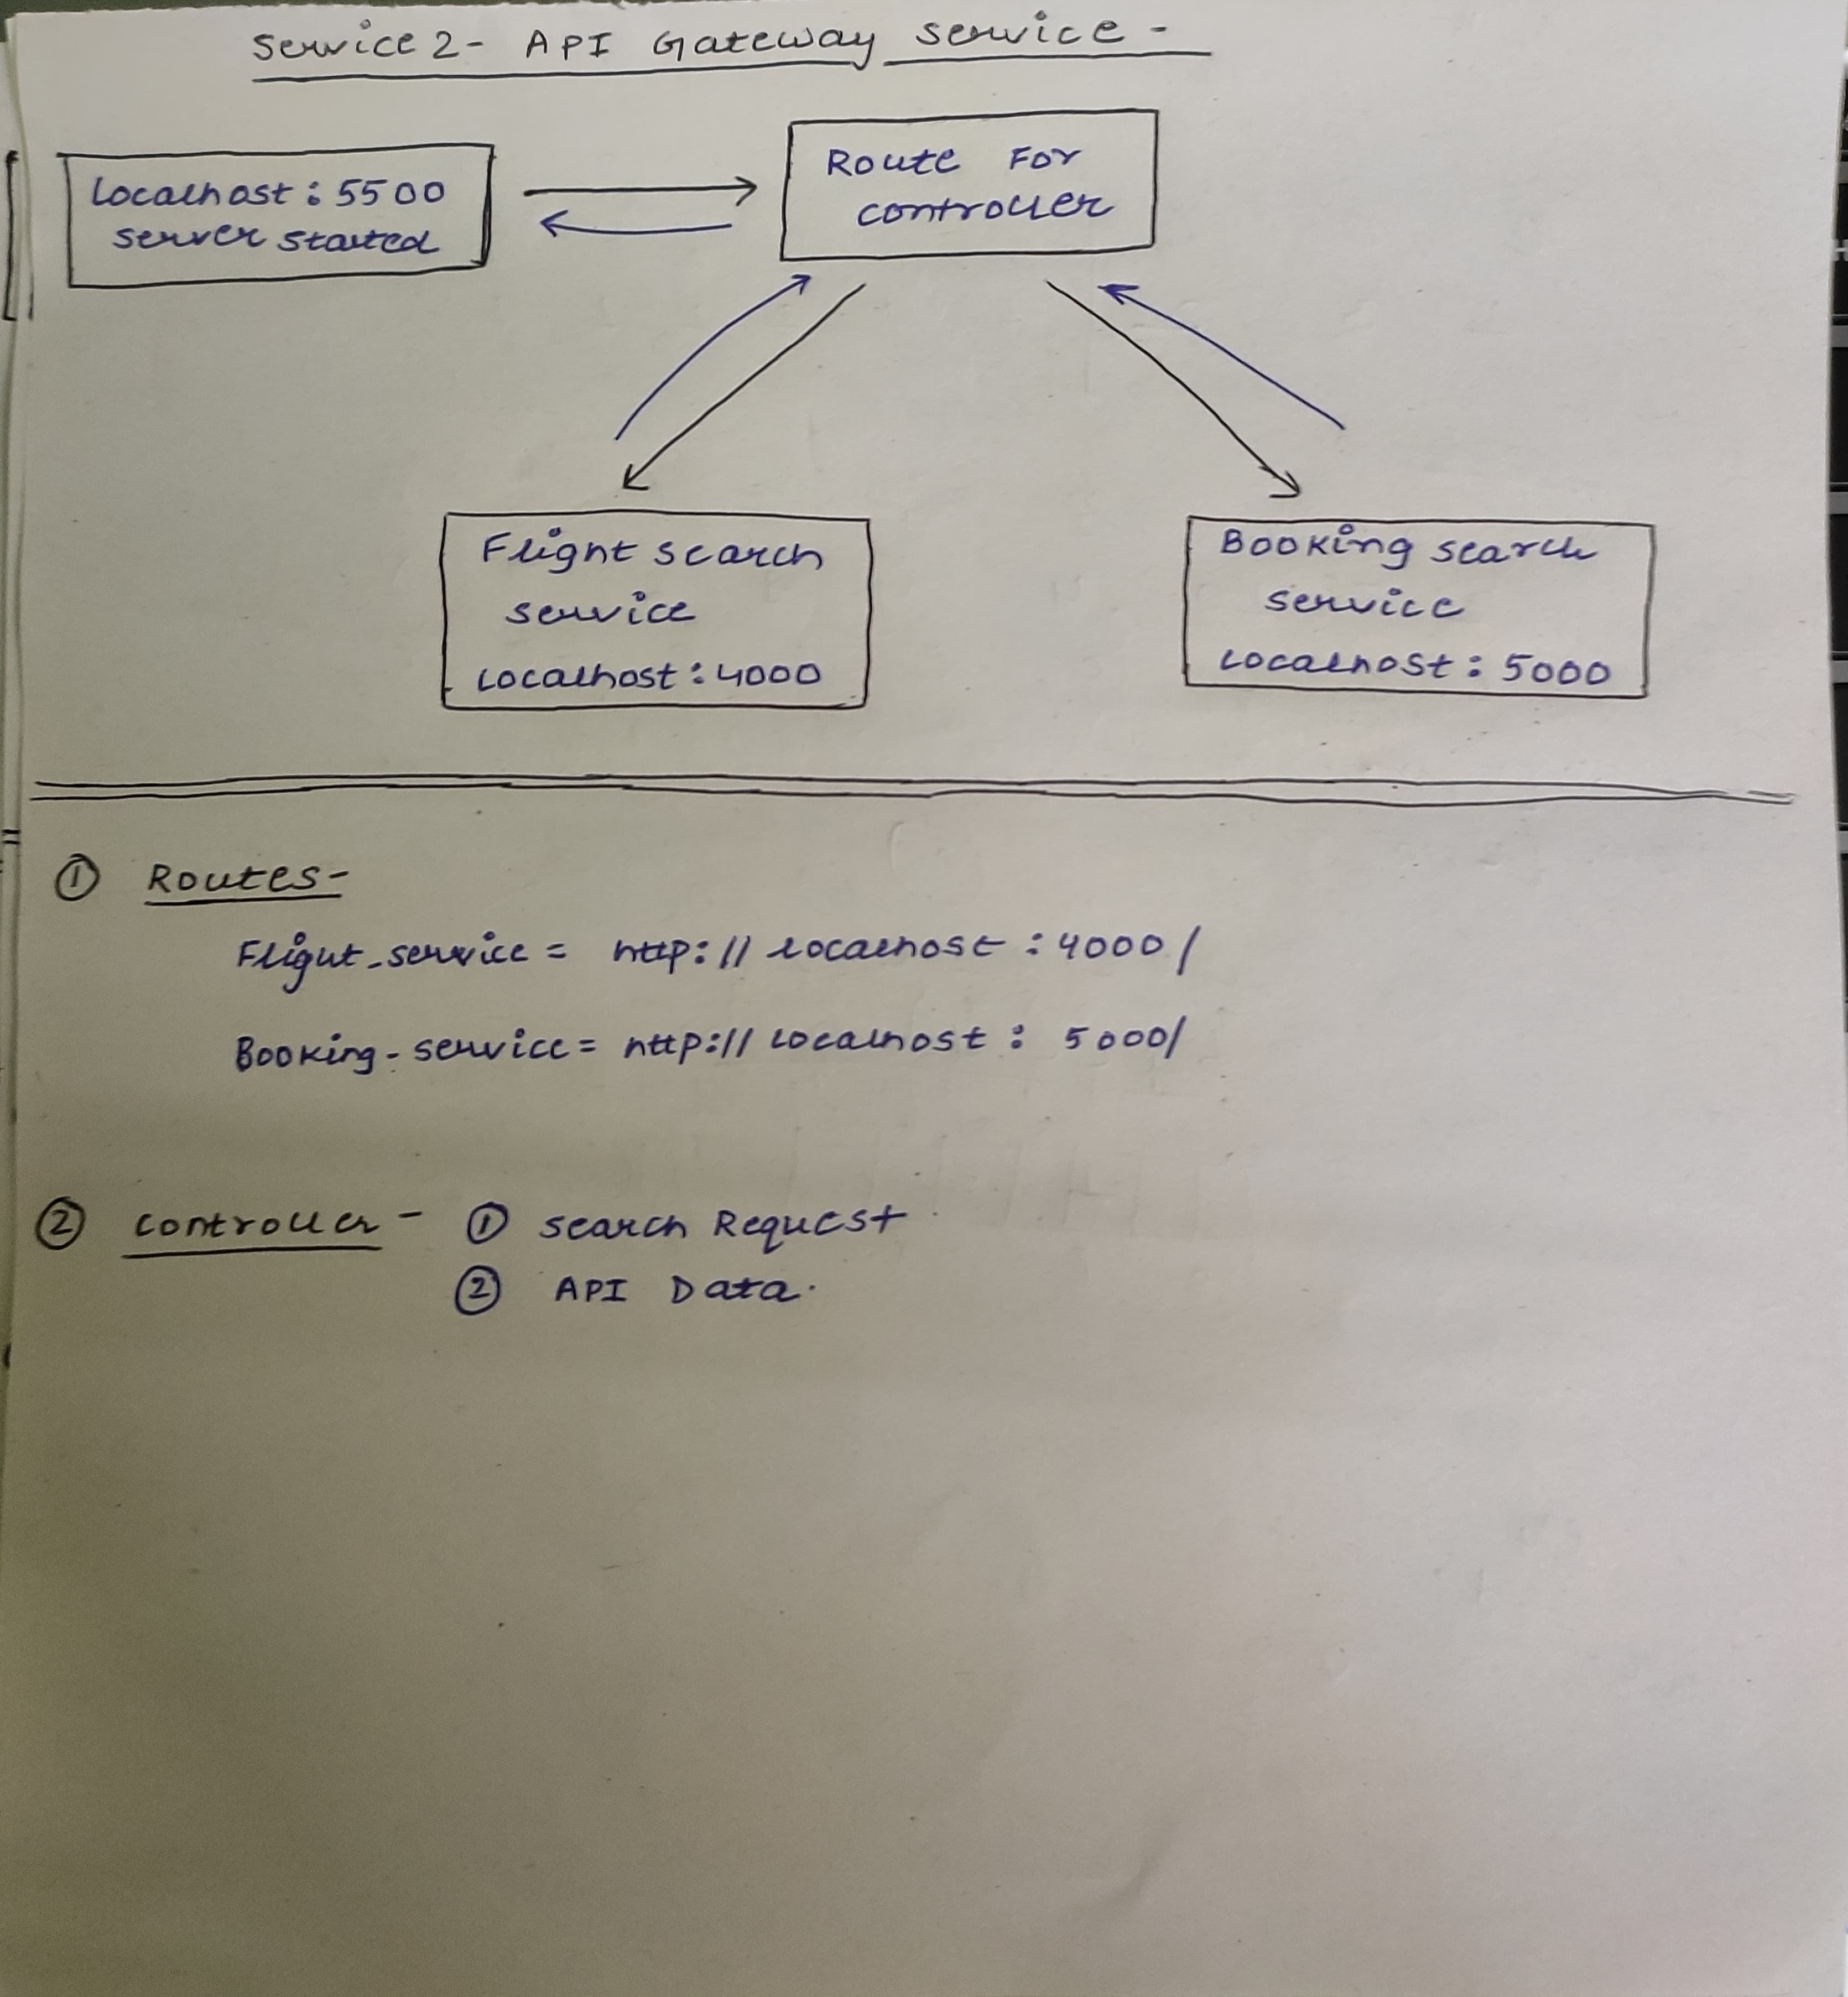 Service 2 - API Gateway Service -
Localhost : 5500
server started
Route For
controller
Flight search
service
Localhost : 4000
Booking search
service
Localhost : 5000
① Routes -
Flight_service = http: // localhost : 4000 /
Booking - service = http: // localhost : 5000/
② controller - ① search Request
② API Data.